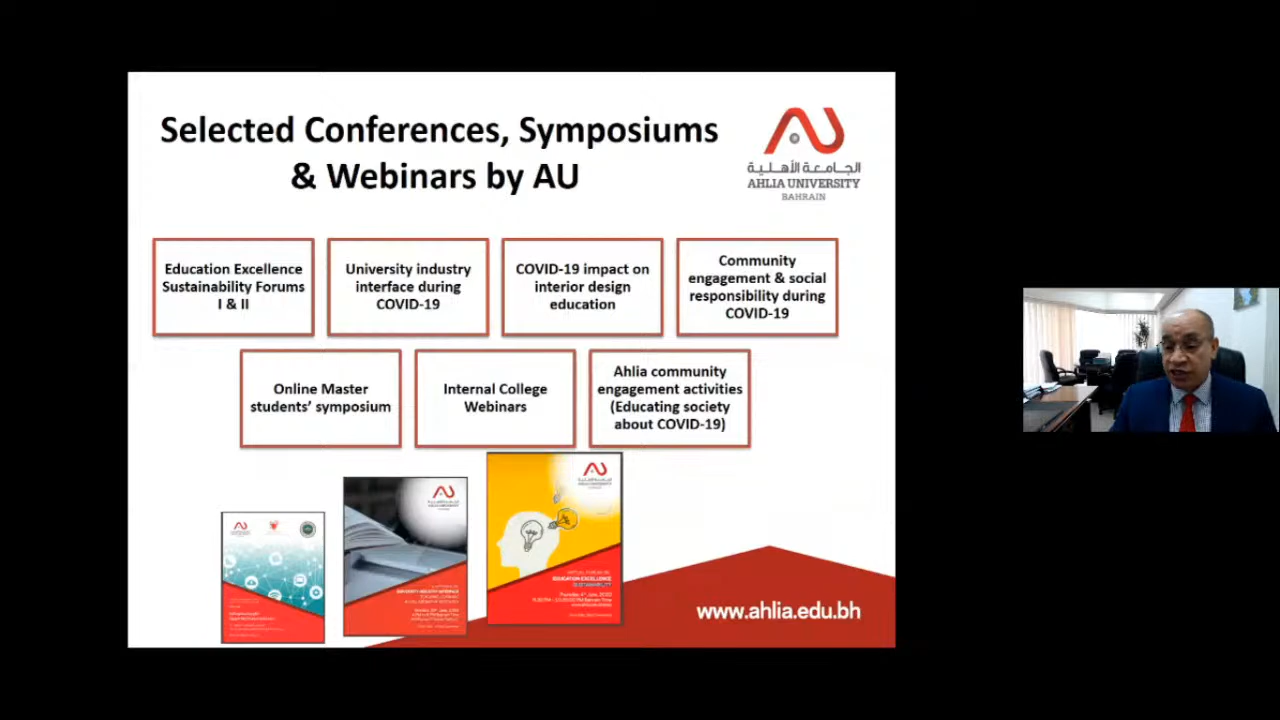 Selected Conferences, Symposiums
& Webinars by AU
الجامعة الأهلية
AHLIA UNIVERSITY
BAHRAIN
Education Excellence
Sustainability Forums
I & II
University industry
interface during
COVID-19
COVID-19 impact on
interior design
education
Community
engagement & social
responsibility during
COVID-19
Online Master
students' symposium
Internal College
Webinars
Ahlia community
engagement activities
(Educating society
about COVID-19)
AHLIA UNIVERSITY
EDUCATION EXCELLENCE
SUSTAINABILITY
www.ahlia.edu.bh